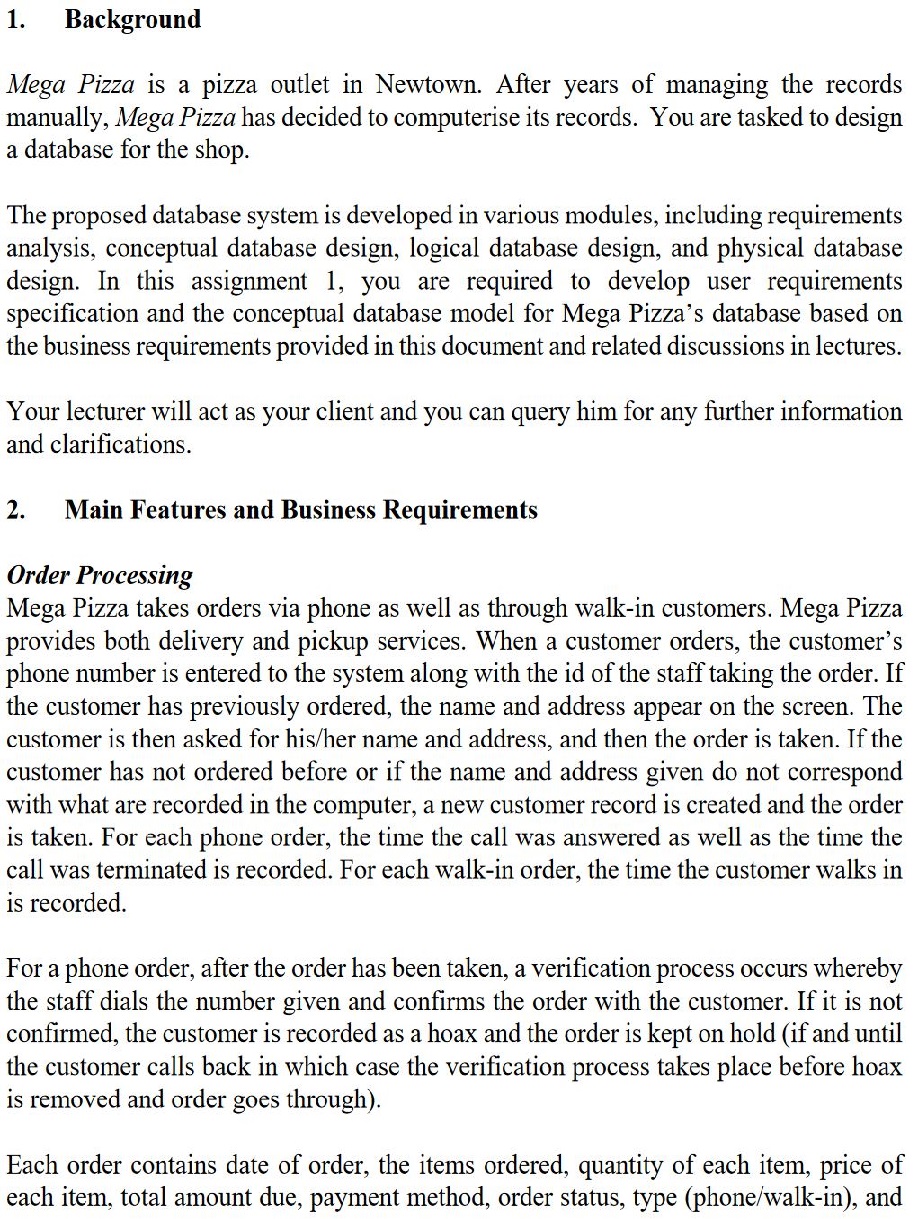 1. Background
Mega Pizza is a pizza outlet in Newtown. After years of managing the records
manually, Mega Pizza has decided to computerise its records. You are tasked to design
a database for the shop.
The proposed database system is developed in various modules, including requirements
analysis, conceptual database design, logical database design, and physical database
design. In this assignment 1, you are required to develop user requirements
specification and the conceptual database model for Mega Pizza's database based on
the business requirements provided in this document and related discussions in lectures.
Your lecturer will act as your client and you can query him for any further information
and clarifications.
2. Main Features and Business Requirements
Order Processing
Mega Pizza takes orders via phone as well as through walk-in customers. Mega Pizza
provides both delivery and pickup services. When a customer orders, the customer's
phone number is entered to the system along with the id of the staff taking the order. If
the customer has previously ordered, the name and address appear on the screen. The
customer is then asked for his/her name and address, and then the order is taken. If the
customer has not ordered before or if the name and address given do not correspond
with what are recorded in the computer, a new customer record is created and the order
is taken. For each phone order, the time the call was answered as well as the time the
call was terminated is recorded. For each walk-in order, the time the customer walks in
is recorded.
For a phone order, after the order has been taken, a verification process occurs whereby
the staff dials the number given and confirms the order with the customer. If it is not
confirmed, the customer is recorded as a hoax and the order is kept on hold (if and until
the customer calls back in which case the verification process takes place before hoax
is removed and order goes through).
Each order contains date of order, the items ordered, quantity of each item, price of
each item, total amount due, payment method, order status, type (phone/walk-in), and